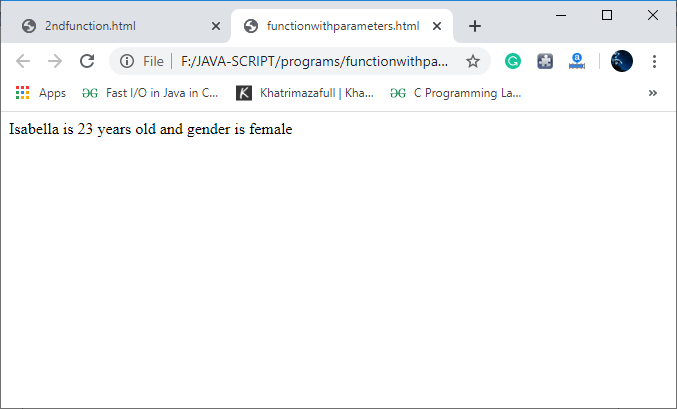 2ndfunction.html functionwithparameters.html
File F:/JAVA-SCRIPT/programs/functionwithpa...
Apps Fast I/O in Java in C... Khatrimazafull | Kha... C Programming La... »
Isabella is 23 years old and gender is female